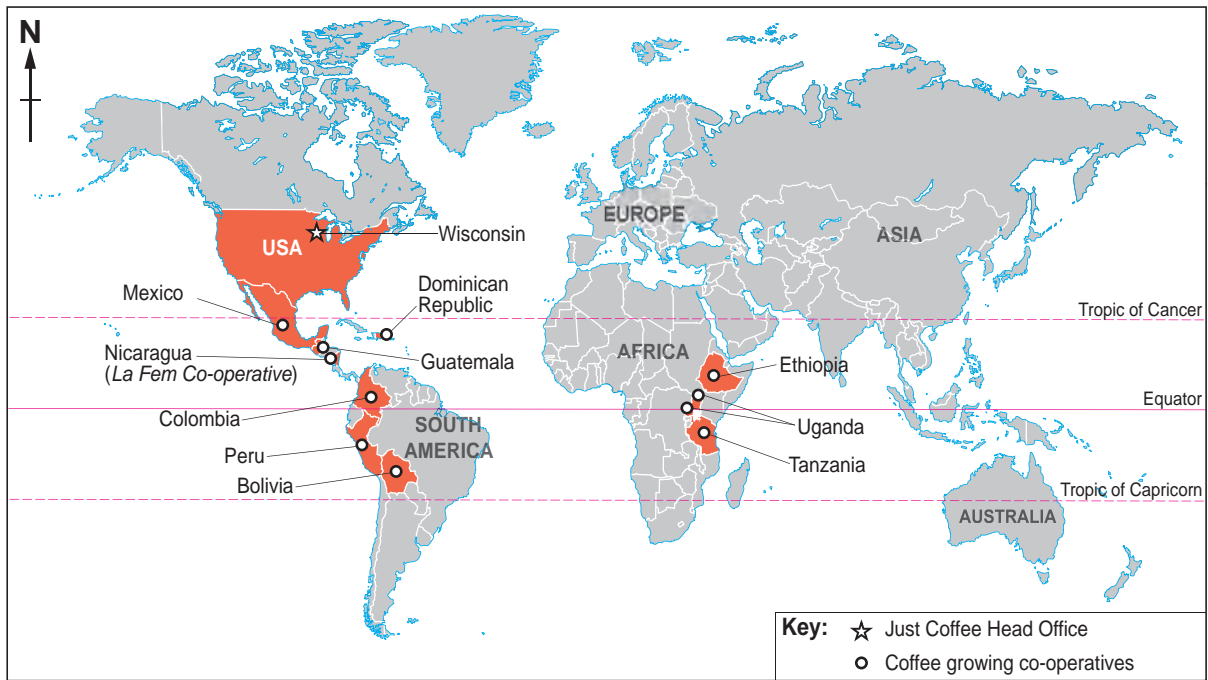 N
EUROPE
ASIA
USA
Wisconsin
Mexico
Dominican
Republic
Tropic of Cancer
Nicaragua
(La Fem Co-operative)
Guatemala
AFRICA
Ethiopia
Colombia
Equator
SOUTH
AMERICA
Uganda
Peru
Tanzania
Bolivia
Tropic of Capricorn
AUSTRALIA
Key:
Just Coffee Head Office
Coffee growing co-operatives